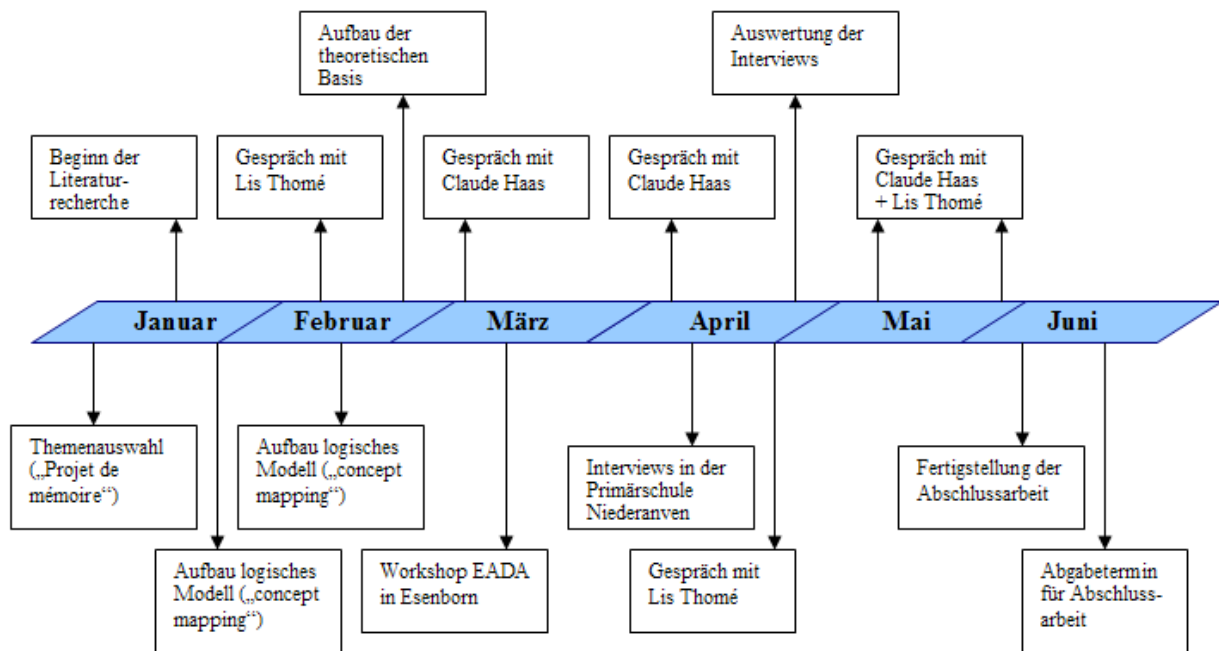 Aufbau der
theoretischen
Basis
Auswertung der
Interviews
Beginn der
Literatur-
recherche
Gespräch mit
Lis Thomé
Gespräch mit
Claude Haas
Gespräch mit
Claude Haas
Gespräch mit
Claude Haas
+ Lis Thomé
Januar
Februar
März
April
Mai
Juni
Themenauswahl
(„Projet de
mémoire“)
Aufbau logisches
Modell („concept
mapping“)
Interviews in der
Primärschule
Niederanven
Fertigstellung der
Abschlussarbeit
Aufbau logisches
Modell („concept
mapping“)
Workshop EADA
in Esenborn
Gespräch mit
Lis Thomé
Abgabetermin
für Abschluss-
arbeit